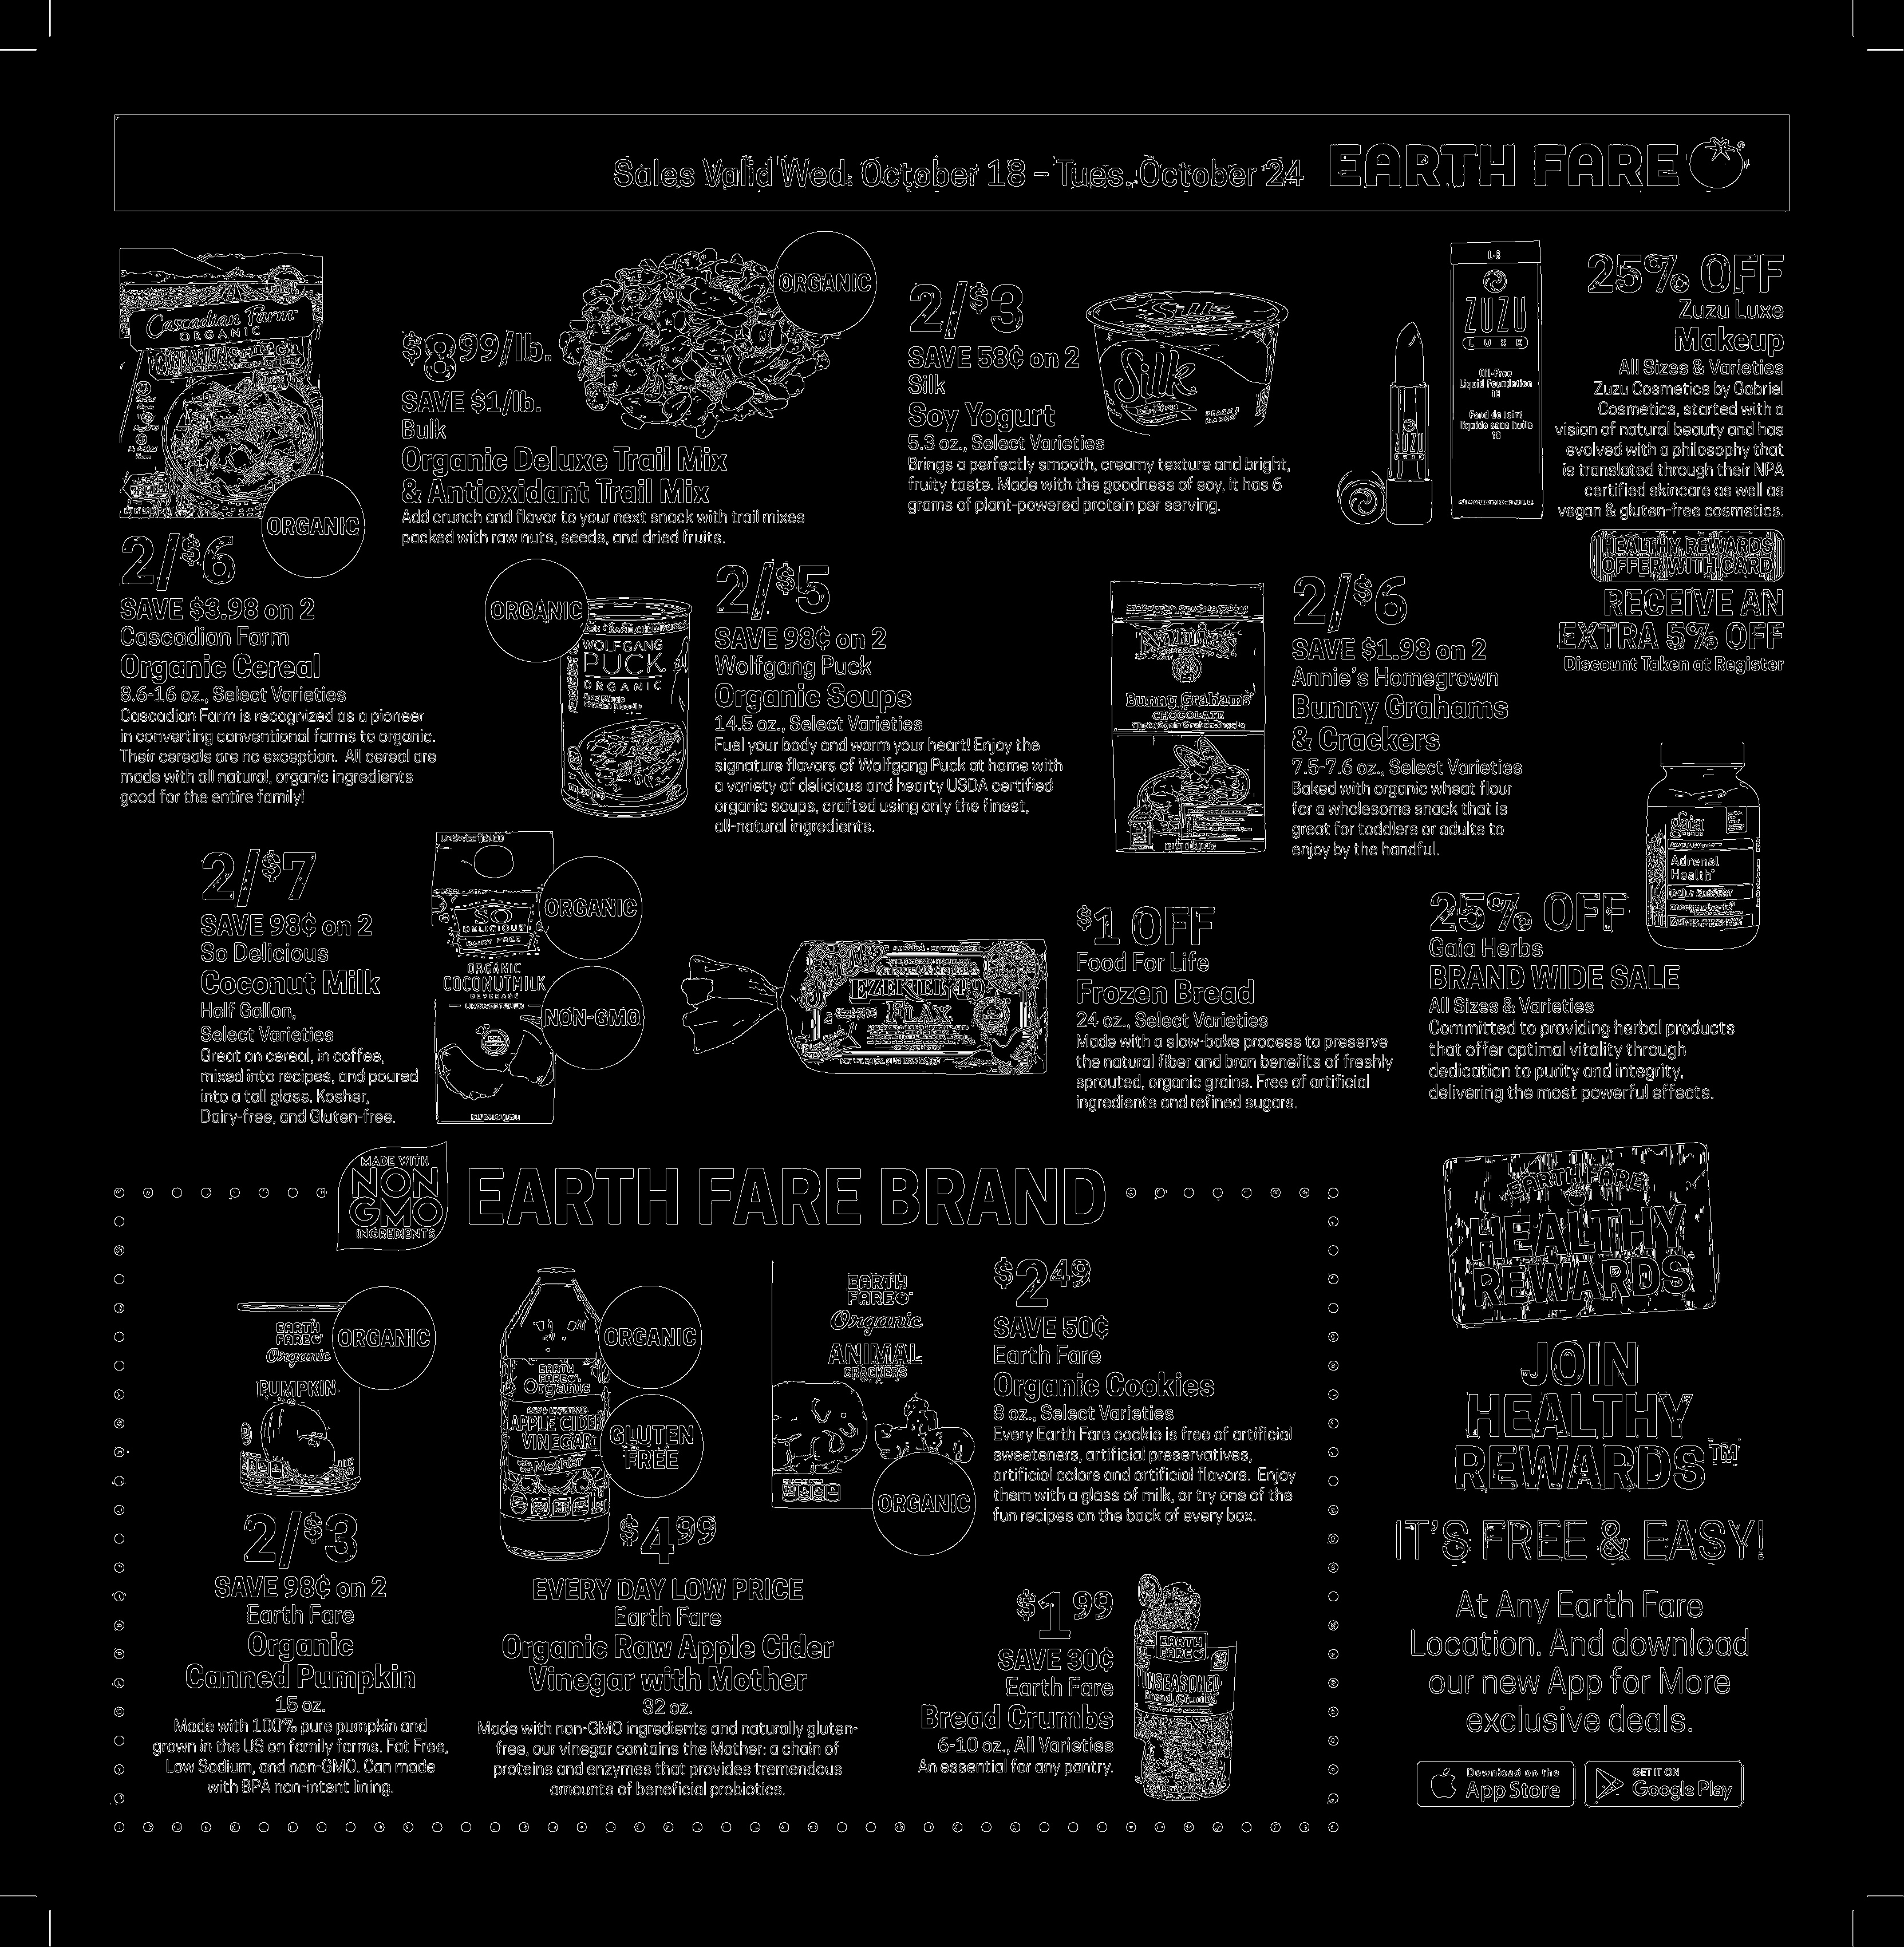 Sales Valid Wed. October 18 – Tues. October 24 EARTH FARE
Cascadian Farm
ORGANIC
CINNAMON CRUNCH
ORGANIC
2/$6
SAVE $3.98 on 2
Cascadian Farm
Organic Cereal
8.6-16 oz., Select Varieties
Cascadian Farm is recognized as a pioneer
in converting conventional farms to organic.
Their cereals are no exception. All cereal are
made with all natural, organic ingredients
good for the entire family!
ORGANIC
$8.99/lb.
SAVE $1/lb.
Bulk
Organic Deluxe Trail Mix
& Antioxidant Trail Mix
Add crunch and flavor to your next snack with trail mixes
packed with raw nuts, seeds, and dried fruits.
2/$3
SAVE 58¢ on 2
Silk
Soy Yogurt
5.3 oz., Select Varieties
Brings a perfectly smooth, creamy texture and bright,
fruity taste. Made with the goodness of soy, it has 6
grams of plant-powered protein per serving.
Silk
Silk
PEACH &
MANGO
ZUZU
LUXE
Oil-Free
Liquid Foundation
18
Fond de teint
liquide sans huile
18
ZUZU
25% OFF
Zuzu Luxe
Makeup
All Sizes & Varieties
Zuzu Cosmetics by Gabriel
Cosmetics, started with a
vision of natural beauty and has
evolved with a philosophy that
is translated through their NPA
certified skincare as well as
vegan & gluten-free cosmetics.
HEALTHY REWARDS
OFFER WITH CARD
RECEIVE AN
EXTRA 5% OFF
Discount Taken at Register
ORGANIC
WOLFGANG
PUCK
ORGANIC
2/$5
SAVE 98¢ on 2
Wolfgang Puck
Organic Soups
14.5 oz., Select Varieties
Fuel your body and warm your heart! Enjoy the
signature flavors of Wolfgang Puck at home with
a variety of delicious and hearty USDA certified
organic soups, crafted using only the finest,
all-natural ingredients.
Annie's
Bunny Grahams
CHOCOLATE
2/$6
SAVE $1.98 on 2
Annie's Homegrown
Bunny Grahams
& Crackers
7.5-7.6 oz., Select Varieties
Baked with organic wheat flour
for a wholesome snack that is
great for toddlers or adults to
enjoy by the handful.
2/$7
SAVE 98¢ on 2
So Delicious
Coconut Milk
Half Gallon,
Select Varieties
Great on cereal, in coffee,
mixed into recipes, and poured
into a tall glass. Kosher,
Dairy-free, and Gluten-free.
UNSWEETENED
SO
DELICIOUS
DAIRY FREE
ORGANIC
COCONUTMILK
BEVERAGE
UNSWEETENED
ORGANIC
NON-GMO
EZEKIEL 4:9
FLAX
$1 OFF
Food For Life
Frozen Bread
24 oz., Select Varieties
Made with a slow-bake process to preserve
the natural fiber and bran benefits of freshly
sprouted, organic grains. Free of artificial
ingredients and refined sugars.
gaia
Adrenal
Health
DAILY SUPPORT
25% OFF
Gaia Herbs
BRAND WIDE SALE
All Sizes & Varieties
Committed to providing herbal products
that offer optimal vitality through
dedication to purity and integrity,
delivering the most powerful effects.
MADE WITH
NON
GMO
INGREDIENTS
EARTH FARE BRAND
EARTH
FARE
Organic
PUMPKIN
ORGANIC
2/$3
SAVE 98¢ on 2
Earth Fare
Organic
Canned Pumpkin
15 oz.
Made with 100% pure pumpkin and
grown in the US on family farms. Fat Free,
Low Sodium, and non-GMO. Can made
with BPA non-intent lining.
EARTH
FARE
Organic
APPLE CIDER
VINEGAR
Mother
ORGANIC
GLUTEN
FREE
$4.99
EVERY DAY LOW PRICE
Earth Fare
Organic Raw Apple Cider
Vinegar with Mother
32 oz.
Made with non-GMO ingredients and naturally gluten-
free, our vinegar contains the Mother: a chain of
proteins and enzymes that provides tremendous
amounts of beneficial probiotics.
EARTH
FARE
Organic
ANIMAL
CRACKERS
ORGANIC
$2.49
SAVE 50¢
Earth Fare
Organic Cookies
8 oz., Select Varieties
Every Earth Fare cookie is free of artificial
sweeteners, artificial preservatives,
artificial colors and artificial flavors. Enjoy
them with a glass of milk, or try one of the
fun recipes on the back of every box.
$1.99
SAVE 30¢
Earth Fare
Bread Crumbs
6-10 oz., All Varieties
An essential for any pantry.
EARTH
FARE
UNSEASONED
Bread Crumbs
EARTH FARE
HEALTHY
REWARDS
JOIN
HEALTHY
REWARDS™
IT'S FREE & EASY!
At Any Earth Fare
Location. And download
our new App for More
exclusive deals.
Download on the
App Store
GET IT ON
Google Play